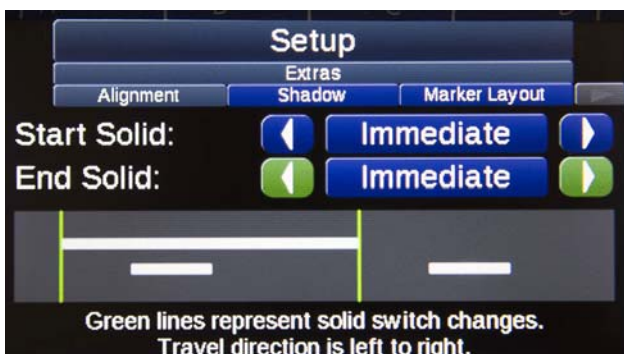 Setup
Extras
Alignment Shadow Marker Layout
Start Solid: Immediate
End Solid: Immediate
Green lines represent solid switch changes.
Travel direction is left to right.